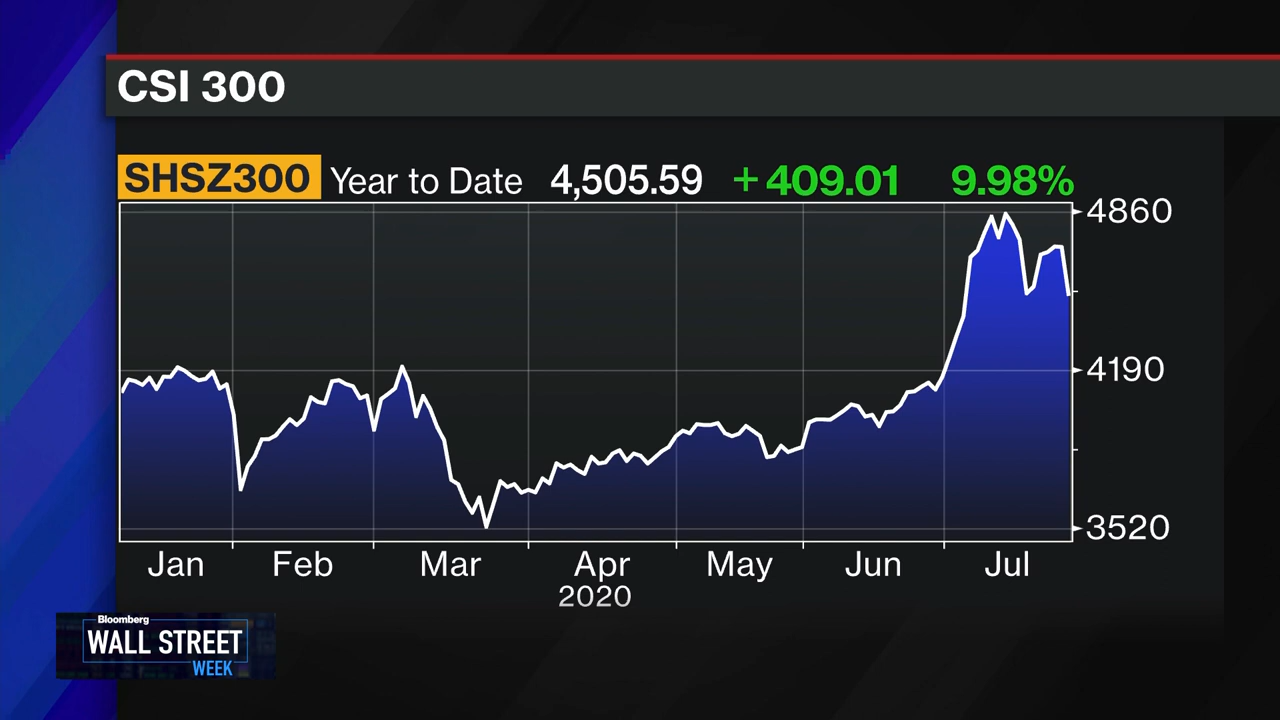 CSI 300
SHSZ300 Year to Date 4,505.59 +409.01 9.98%
4860
4190
3520
Jan Feb Mar Apr May Jun Jul
2020
Bloomberg
WALL STREET
WEEK